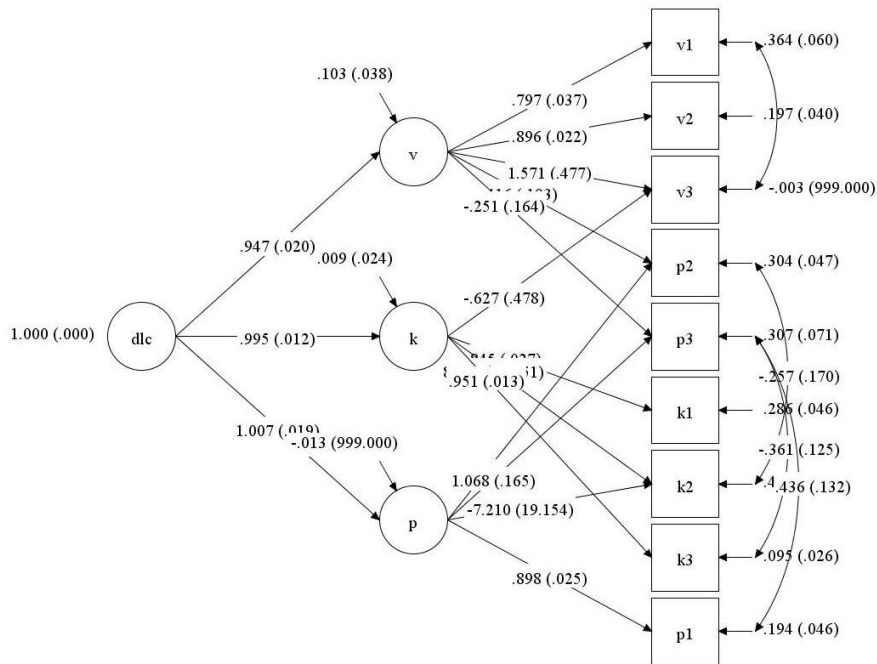 v1
.364 (.060)
.103 (.038)
.797 (.037)
v2
.197 (.040)
v
.896 (.022)
1.571 (.477)
v3
-.003 (999.000)
-.251 (.164)
.947 (.020)
.009 (.024)
p2
.304 (.047)
-.627 (.478)
1.000 (.000)
dlc
.995 (.012)
k
p3
.307 (.071)
-.257 (.170)
.951 (.013)
k1
.286 (.046)
1.007 (.019)
-.013 (999.000)
-.361 (.125)
1.068 (.165)
k2
.436 (.132)
-7.210 (19.154)
p
k3
.095 (.026)
.898 (.025)
p1
.194 (.046)